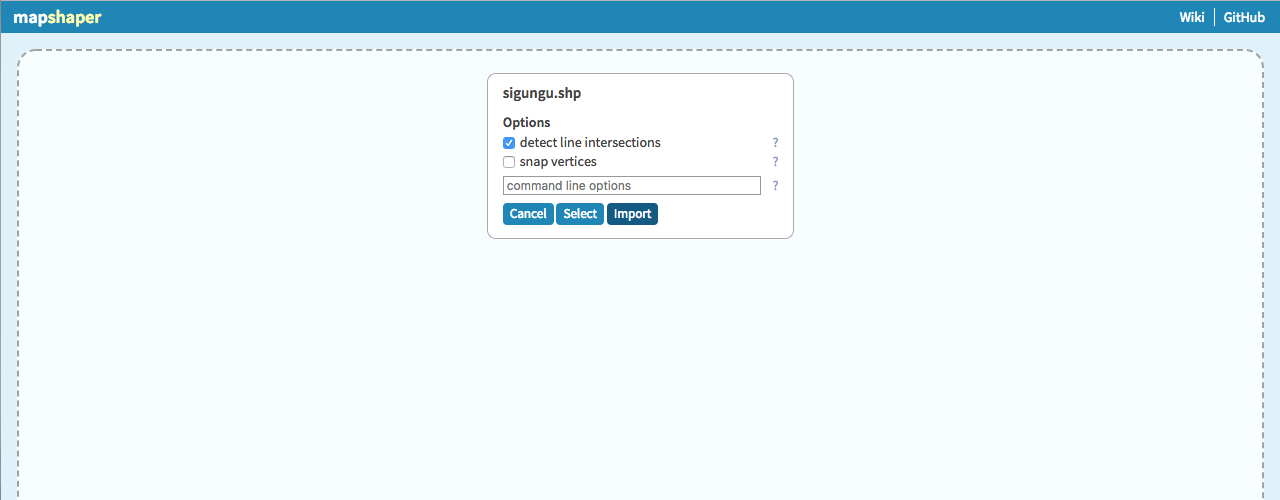 mapshaper
Wiki GitHub
sigungu.shp
Options
detect line intersections ?
snap vertices ?
command line options ?
Cancel Select Import